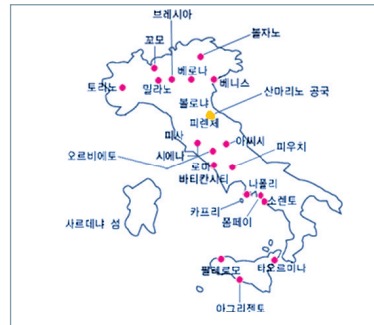 브레시아
꼬모
볼자노
토리노
밀라노
베로나
베니스
볼로냐
산마리노 공국
피렌체
피사
아씨시
오르비에토
시에나
피우치
로마
바티칸시티
나폴리
카프리
소렌토
폼페이
사르데냐 섬
팔레로모
타오르미나
아그리젠토